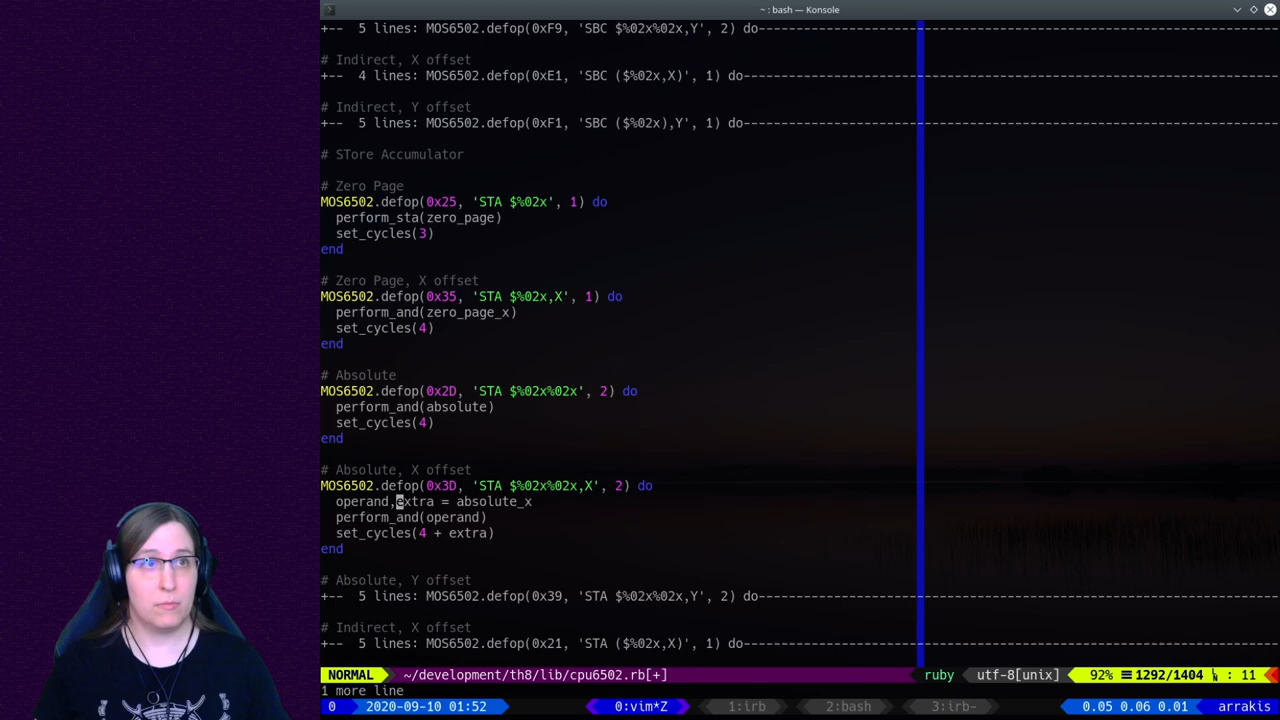 ~ : bash — Konsole
+--  5 lines: MOS6502.defop(0xF9, 'SBC $%02x%02x,Y', 2) do
# Indirect, X offset
+--  4 lines: MOS6502.defop(0xE1, 'SBC ($%02x,X)', 1) do
# Indirect, Y offset
+--  5 lines: MOS6502.defop(0xF1, 'SBC ($%02x),Y', 1) do
# STore Accumulator
# Zero Page
MOS6502.defop(0x25, 'STA $%02x', 1) do
  perform_sta(zero_page)
  set_cycles(3)
end
# Zero Page, X offset
MOS6502.defop(0x35, 'STA $%02x,X', 1) do
  perform_and(zero_page_x)
  set_cycles(4)
end
# Absolute
MOS6502.defop(0x2D, 'STA $%02x%02x', 2) do
  perform_and(absolute)
  set_cycles(4)
end
# Absolute, X offset
MOS6502.defop(0x3D, 'STA $%02x%02x,X', 2) do
  operand,extra = absolute_x
  perform_and(operand)
  set_cycles(4 + extra)
end
# Absolute, Y offset
+--  5 lines: MOS6502.defop(0x39, 'STA $%02x%02x,Y', 2) do
# Indirect, X offset
+--  5 lines: MOS6502.defop(0x21, 'STA ($%02x,X)', 1) do
NORMAL ~/development/th8/lib/cpu6502.rb[+] ruby utf-8[unix] 92% 1292/1404 : 11
1 more line
0 2020-09-10 01:52 0:vim*Z 1:irb 2:bash 3:irb- 0.05 0.06 0.01 arrakis